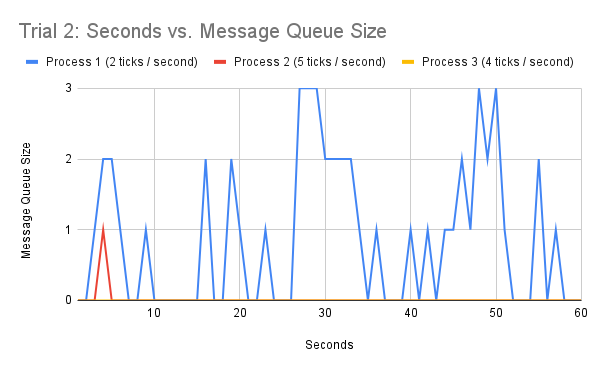 Trial 2: Seconds vs. Message Queue Size
Process 1 (2 ticks / second) Process 2 (5 ticks / second) Process 3 (4 ticks / second)
3
2
1
0
Message Queue Size
10 20 30 40 50 60
Seconds